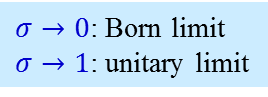 σ → 0: Born limit
σ → 1: unitary limit